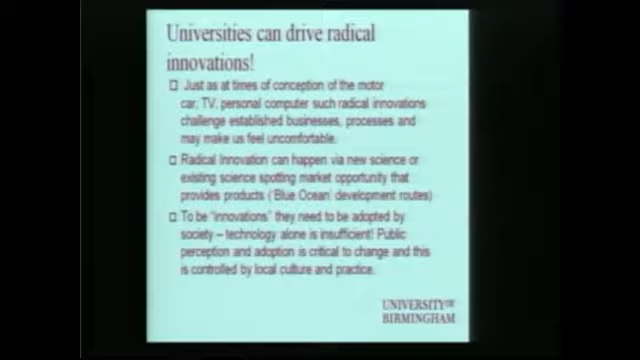 Universities can drive radical
innovations!
Just as at times of conception of the motor
car, TV, personal computer such radical innovations
challenge established businesses, processes and
may make us feel uncomfortable.
Radical Innovation can happen via new science or
existing science spotting market opportunity that
provides products ('Blue Ocean' development routes)
To be "innovations" they need to be adopted by
society – technology alone is insufficient! Public
perception and adoption is critical to change and this
is controlled by local culture and practice.
UNIVERSITY OF
BIRMINGHAM